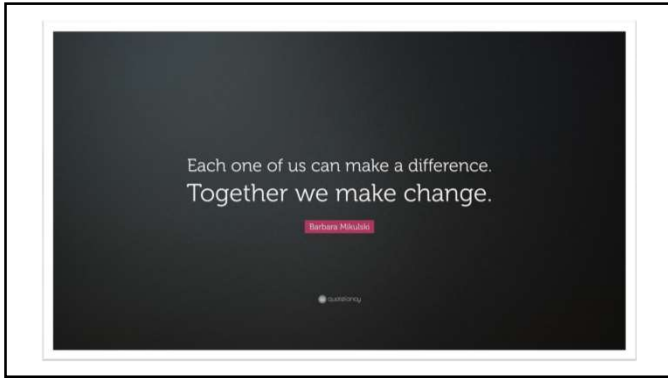 Each one of us can make a difference.
Together we make change.
Barbara Mikulski
quotefancy